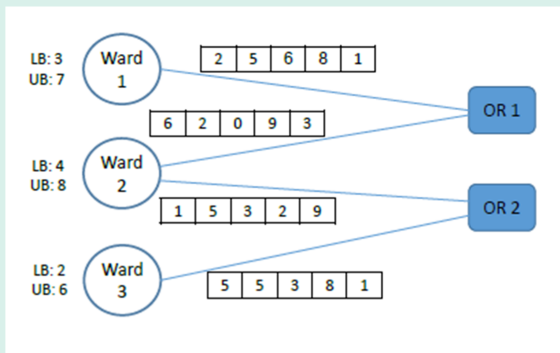 LB: 3
UB: 7
Ward
1
2 5 6 8 1
OR 1
6 2 0 9 3
LB: 4
UB: 8
Ward
2
OR 2
1 5 3 2 9
LB: 2
UB: 6
Ward
3
5 5 3 8 1